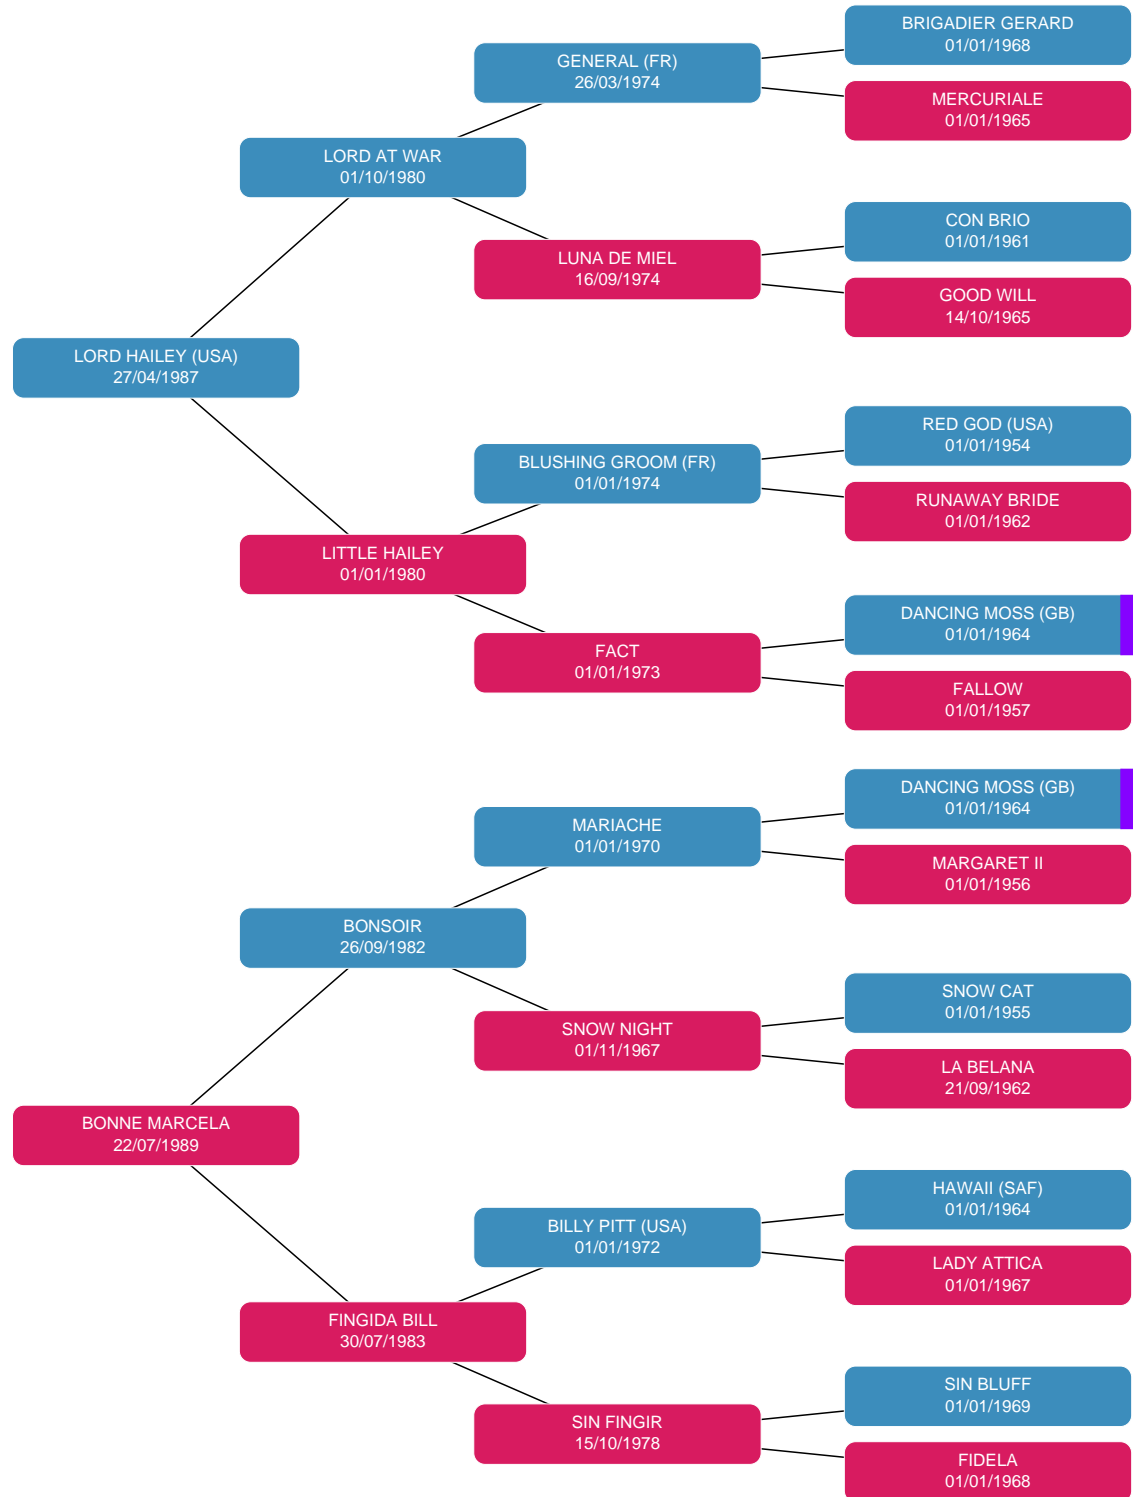 BRIGADIER GERARD
01/01/1968
GENERAL (FR)
26/03/1974
MERCURIALE
01/01/1965
LORD AT WAR
01/10/1980
CON BRIO
01/01/1961
LUNA DE MIEL
16/09/1974
GOOD WILL
14/10/1965
LORD HAILEY (USA)
27/04/1987
RED GOD (USA)
01/01/1954
BLUSHING GROOM (FR)
01/01/1974
RUNAWAY BRIDE
01/01/1962
LITTLE HAILEY
01/01/1980
DANCING MOSS (GB)
01/01/1964
FACT
01/01/1973
FALLOW
01/01/1957
DANCING MOSS (GB)
01/01/1964
MARIACHE
01/01/1970
MARGARET II
01/01/1956
BONSOIR
26/09/1982
SNOW CAT
01/01/1955
SNOW NIGHT
01/11/1967
LA BELANA
21/09/1962
BONNE MARCELA
22/07/1989
HAWAII (SAF)
01/01/1964
BILLY PITT (USA)
01/01/1972
LADY ATTICA
01/01/1967
FINGIDA BILL
30/07/1983
SIN BLUFF
01/01/1969
SIN FINGIR
15/10/1978
FIDELA
01/01/1968